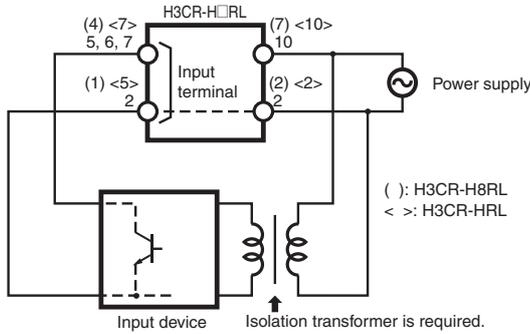 H3CR-H□RL
(4) <7>
(7) <10>
5, 6, 7
10
Input
terminal
(1) <5>
(2) <2>
2
2
Power supply
( ): H3CR-H8RL
< >: H3CR-HRL
Input device
Isolation transformer is required.